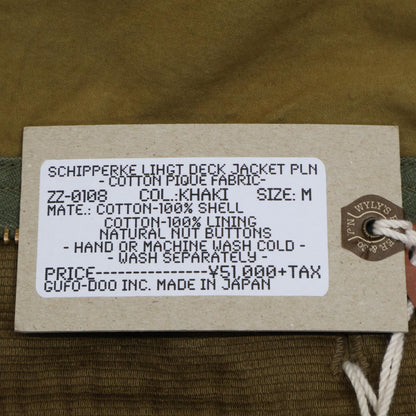 SCHIPPERKE LIHGT DECK JACKET PLN
- COTTON PIQUE FABRIC-
ZZ-0108 COL.:KHAKI SIZE: M
MATE.: COTTON-100% SHELL
COTTON-100% LINING
NATURAL NUT BUTTONS
- HAND OR MACHINE WASH COLD -
- WASH SEPARATELY -
PRICE---------------¥51,000+TAX
GUFO-DOO INC. MADE IN JAPAN
WYLY'S
JPN